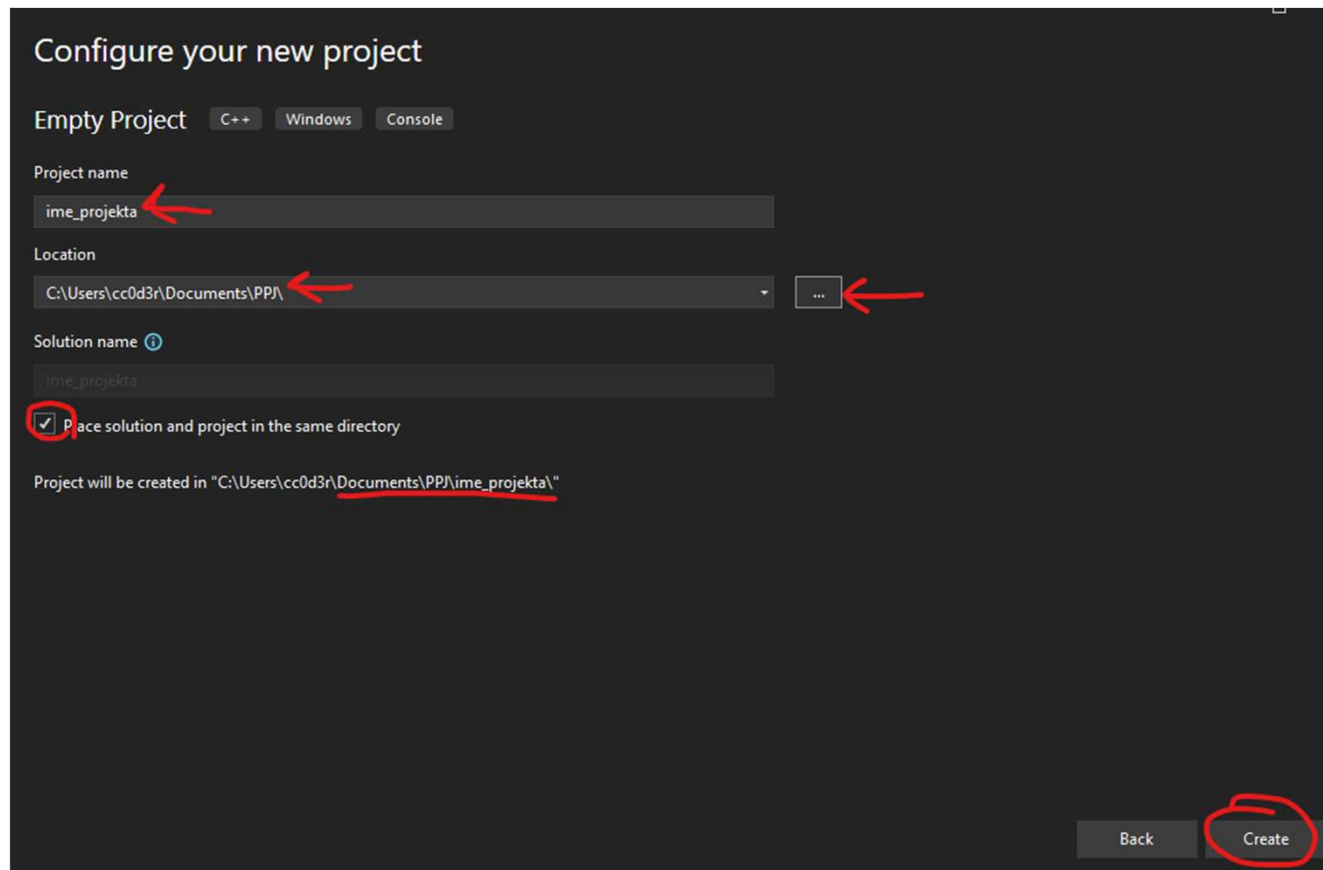 Configure your new project
Empty Project C++ Windows Console
Project name
ime_projekta
Location
C:\Users\cc0d3r\Documents\PPJ\
...
Solution name
ime_projekta
Place solution and project in the same directory
Project will be created in "C:\Users\cc0d3r\Documents\PPJ\ime_projekta\"
Back Create